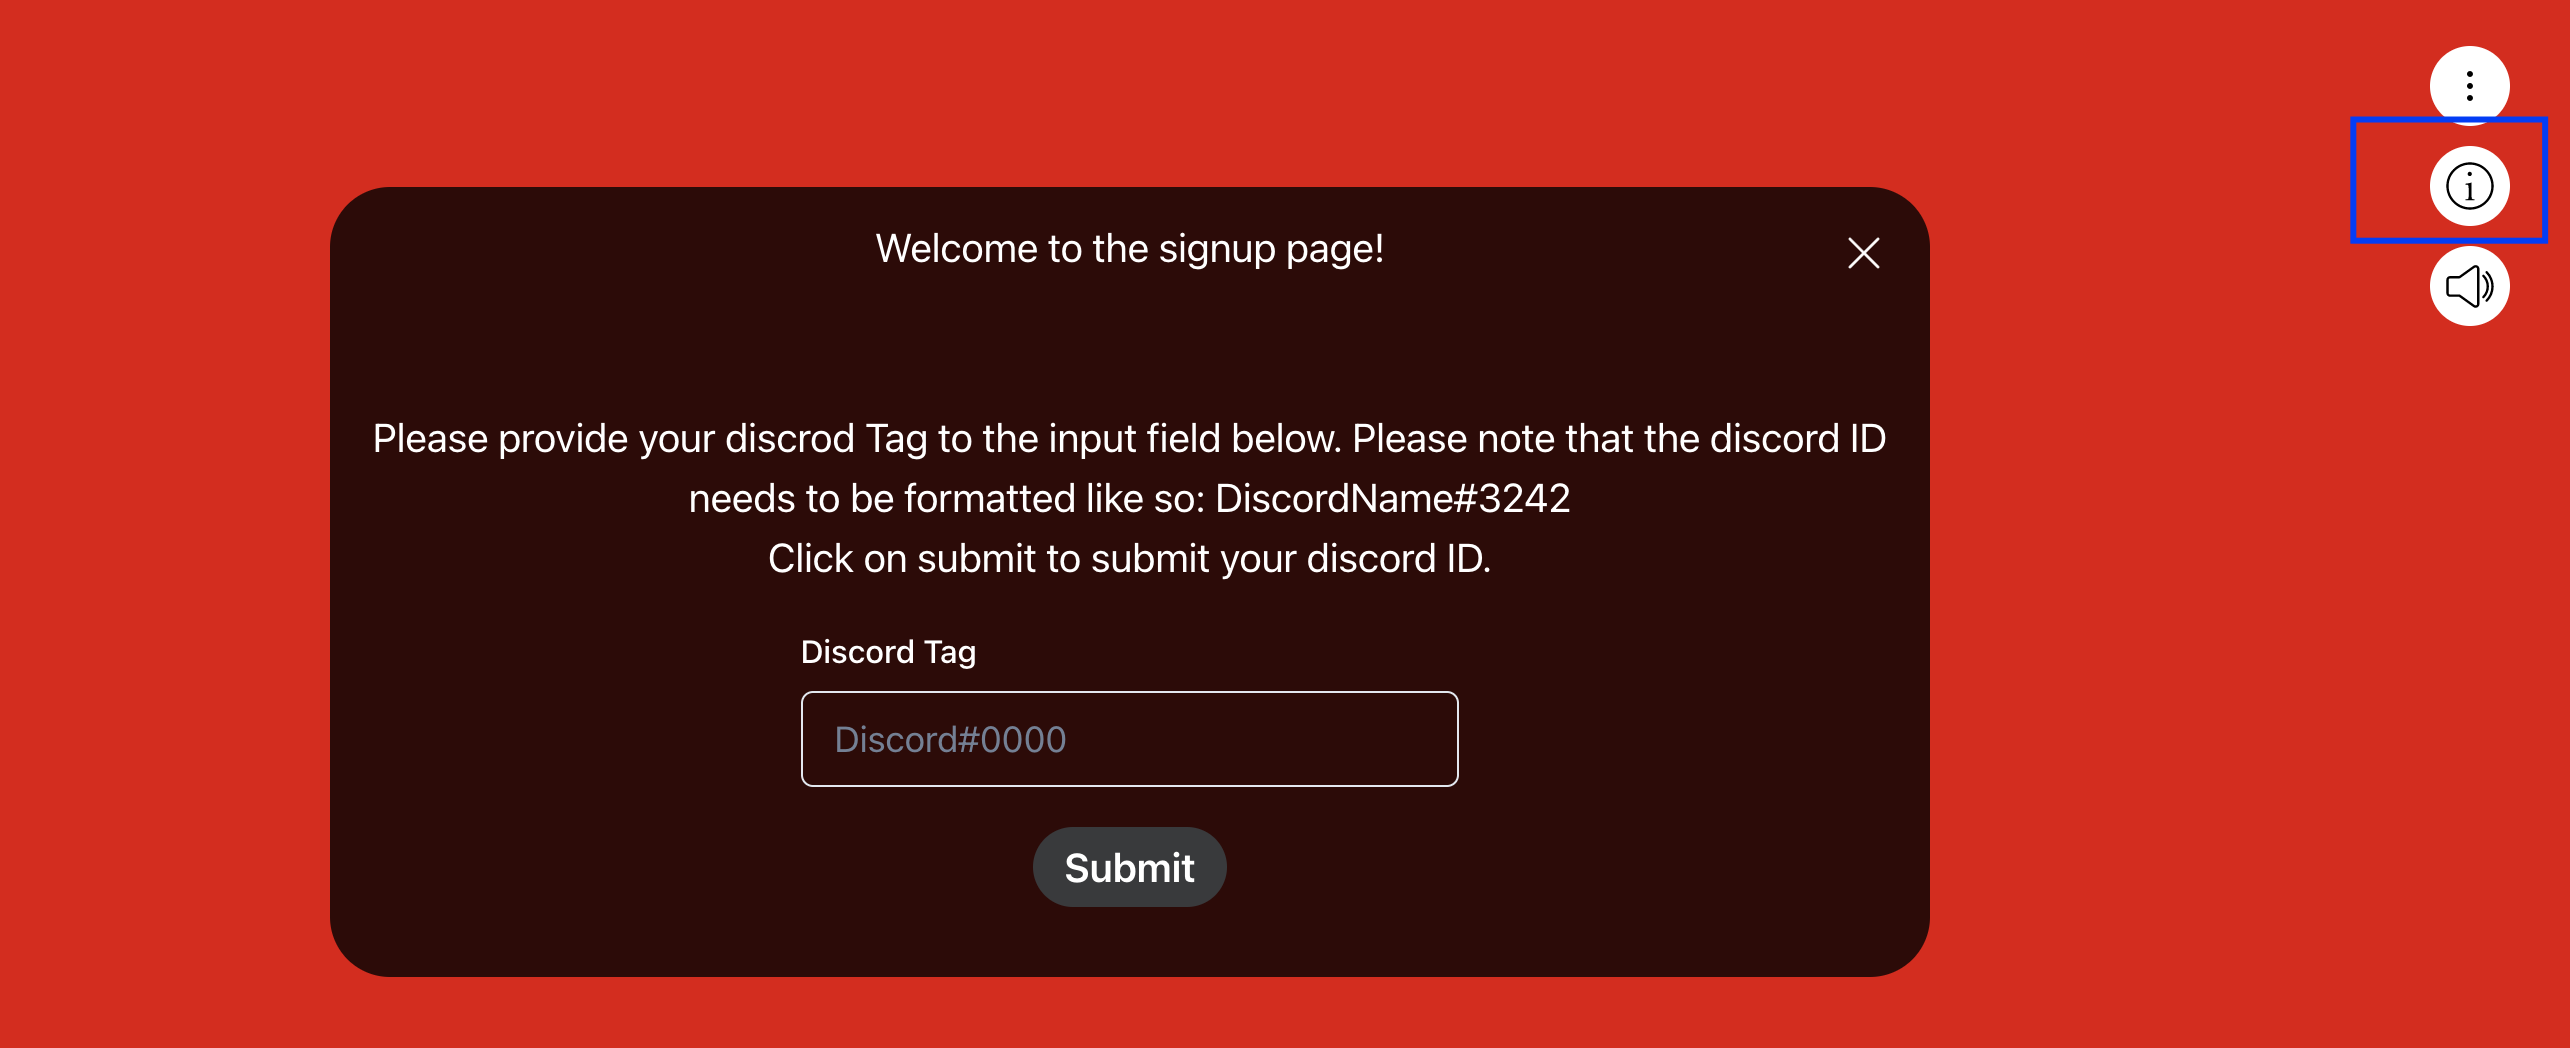 Welcome to the signup page!
Please provide your discrod Tag to the input field below. Please note that the discord ID
needs to be formatted like so: DiscordName#3242
Click on submit to submit your discord ID.
Discord Tag
Discord#0000
Submit